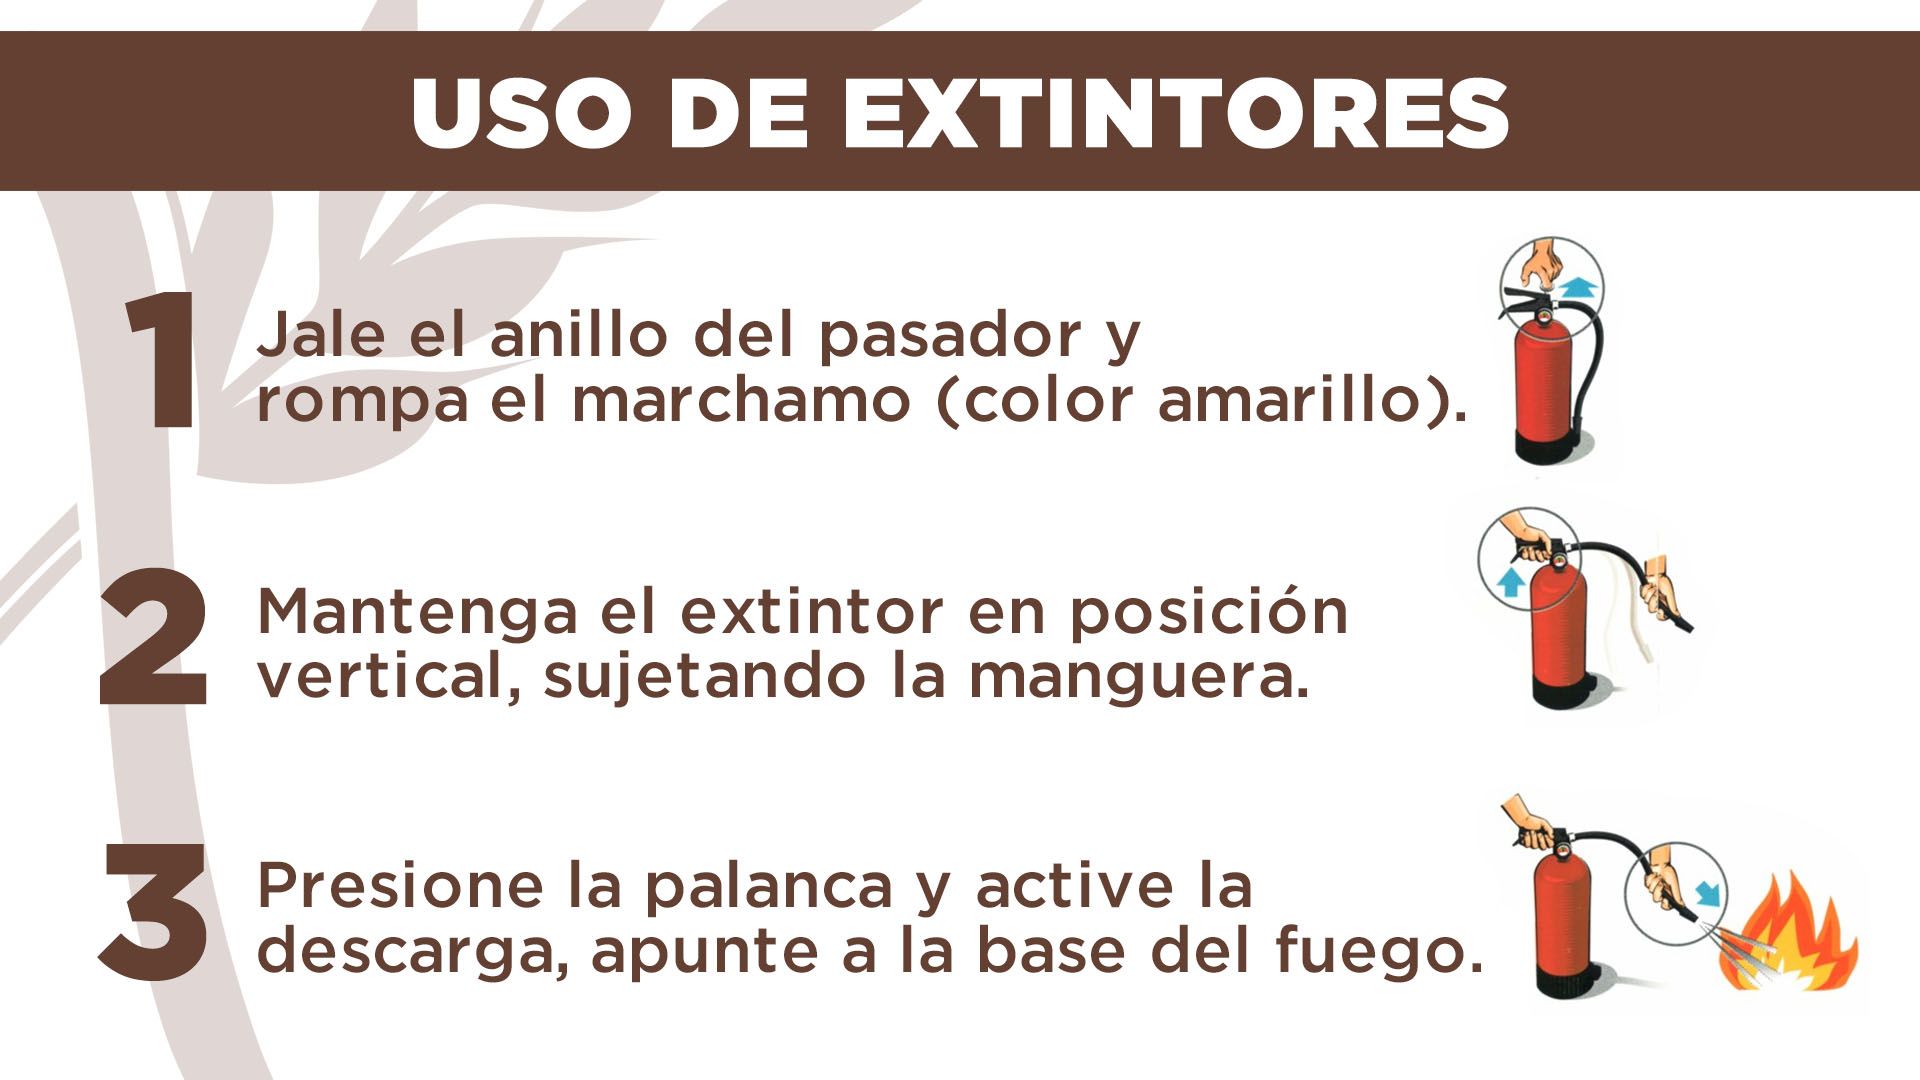 USO DE EXTINTORES
1
Jale el anillo del pasador y
rompa el marchamo (color amarillo).
2
Mantenga el extintor en posición
vertical, sujetando la manguera.
3
Presione la palanca y active la
descarga, apunte a la base del fuego.